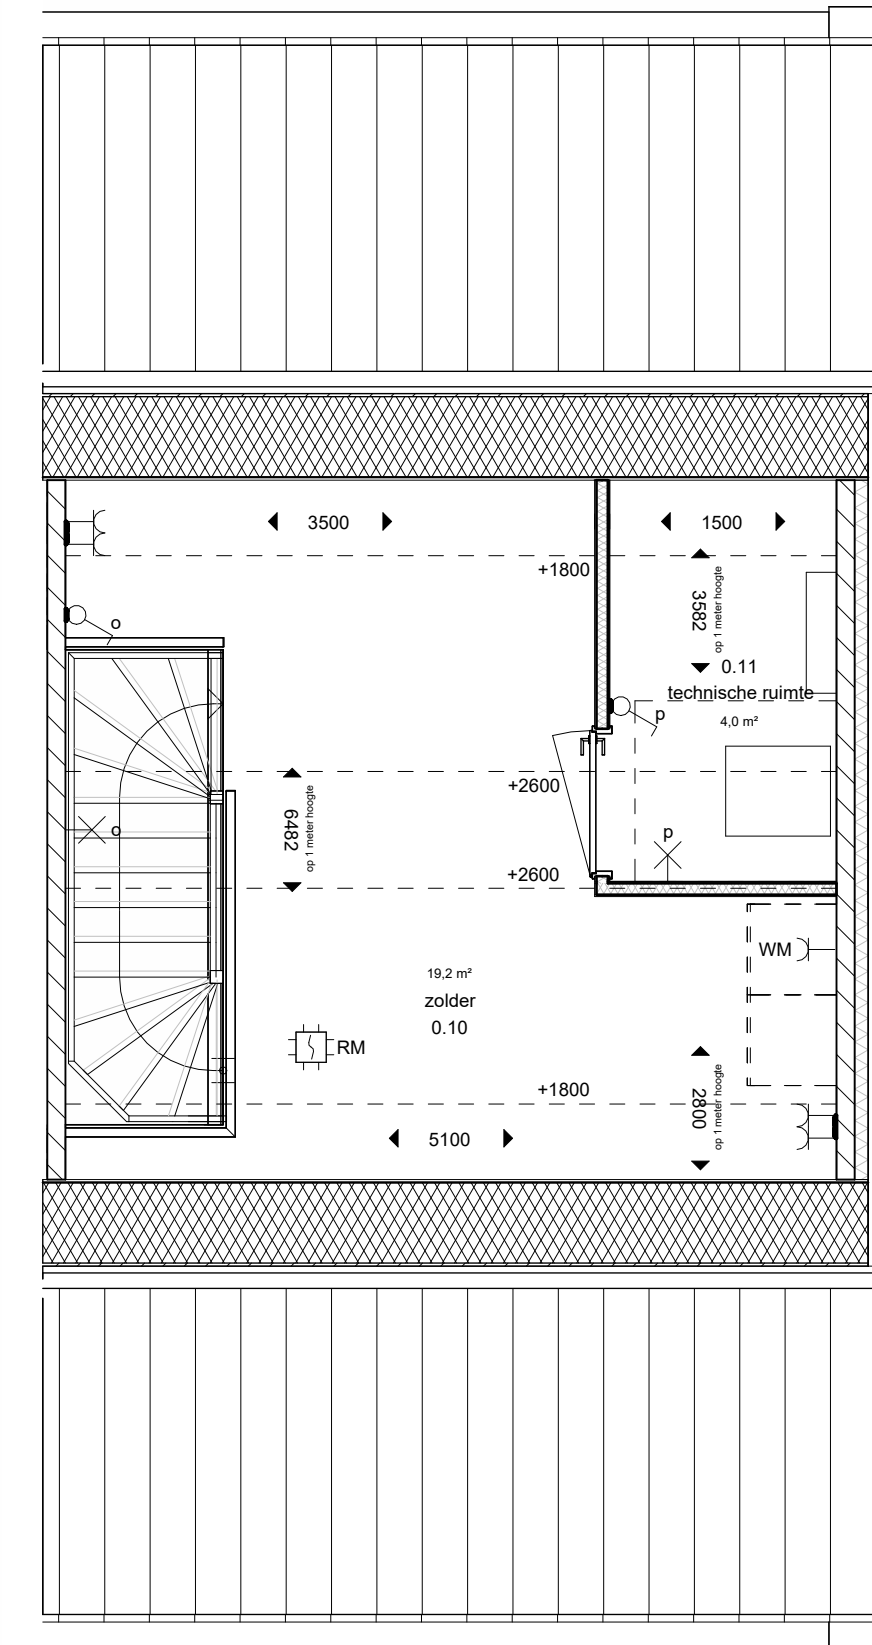 3500
1500
+1800
3582
op 1 meter hoogte
o
0.11
technische ruimte
p
4,0 m²
+2600
6482
op 1 meter hoogte
o
p
+2600
WM
19,2 m²
zolder
0.10
RM
+1800
2800
op 1 meter hoogte
5100